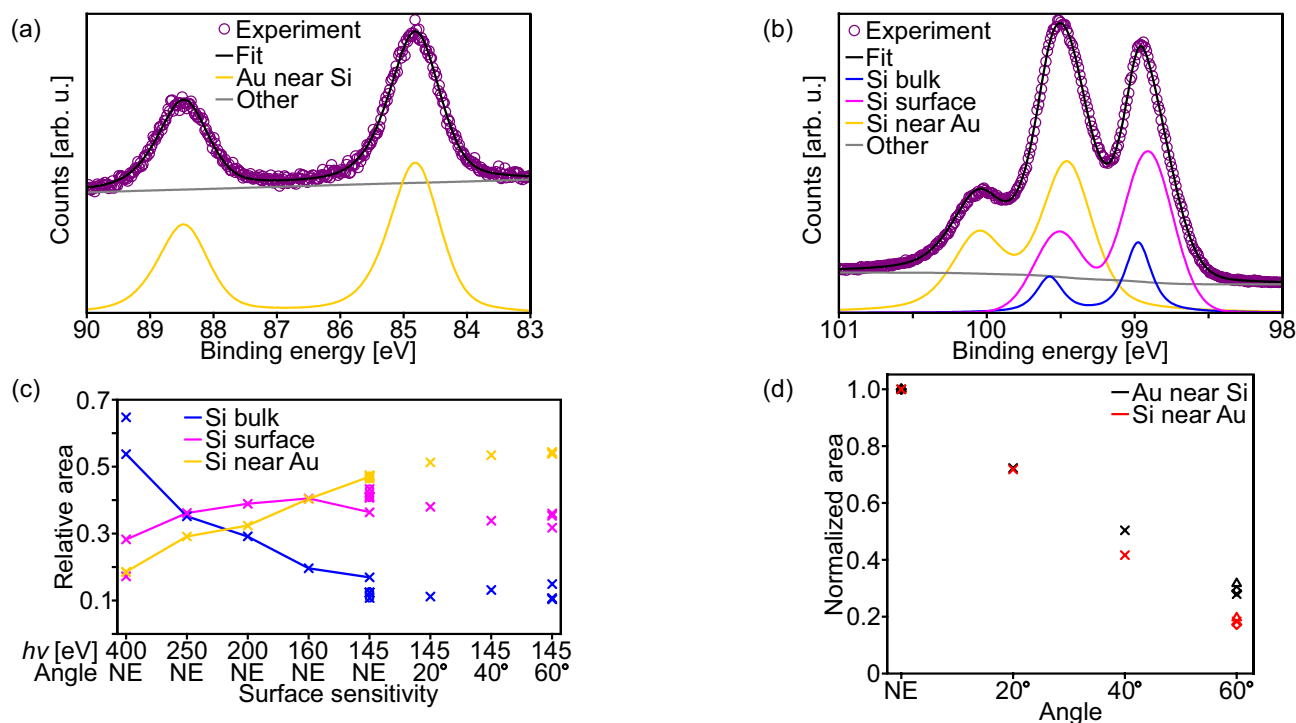 (a)
Experiment
Fit
Au near Si
Other
Counts [arb. u.]
90 89 88 87 86 85 84 83
Binding energy [eV]
(b)
Experiment
Fit
Si bulk
Si surface
Si near Au
Other
Counts [arb. u.]
101 100 99 98
Binding energy [eV]
(c)
0.7
0.5
0.3
0.1
Relative area
Si bulk
Si surface
Si near Au
hν [eV] 400 250 200 160 145 145 145 145
Angle NE NE NE NE NE 20° 40° 60°
Surface sensitivity
(d)
1.0
0.8
0.6
0.4
0.2
0
Normalized area
Au near Si
Si near Au
NE 20° 40° 60°
Angle